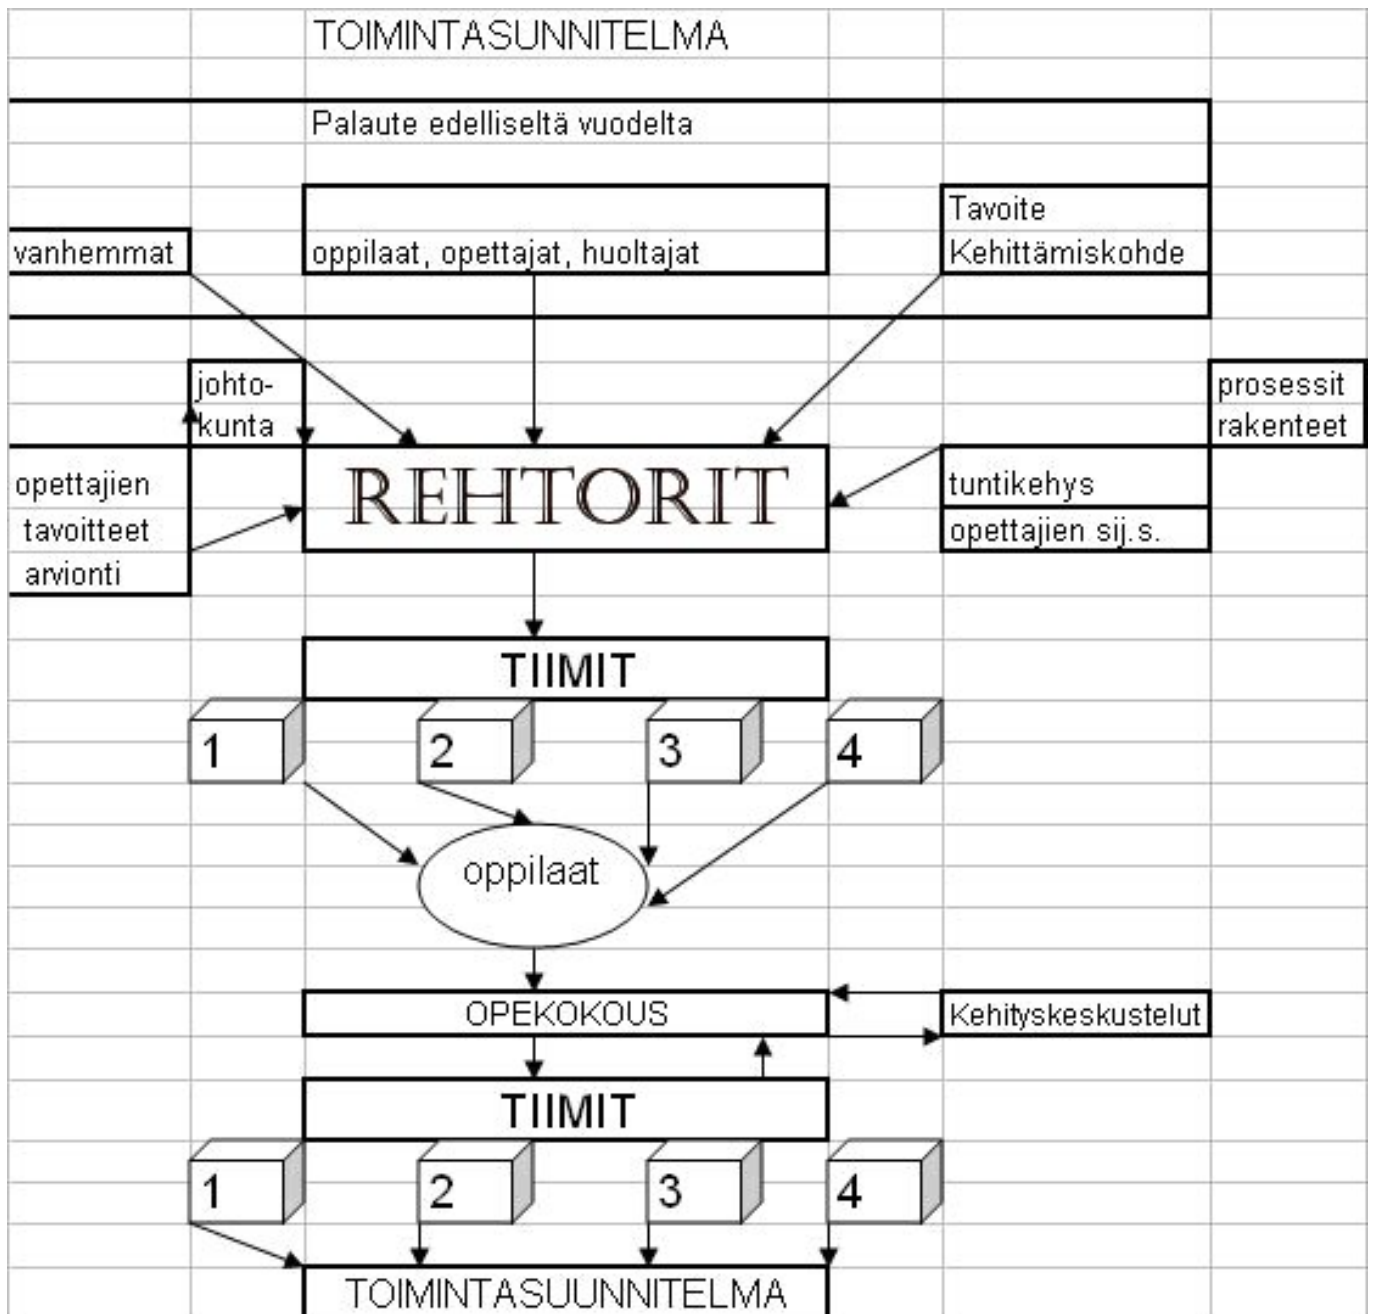 TOIMINTASUNNITELMA
Palaute edelliseltä vuodelta
vanhemmat
oppilaat, opettajat, huoltajat
Tavoite
Kehittämiskohde
johto-
kunta
prosessit
rakenteet
opettajien
tavoitteet
arvionti
REHTORIT
tuntikehys
opettajien sij.s.
TIIMIT
1
2
3
4
oppilaat
OPEKOKOUS
Kehityskeskustelut
TIIMIT
1
2
3
4
TOIMINTASUUNNITELMA